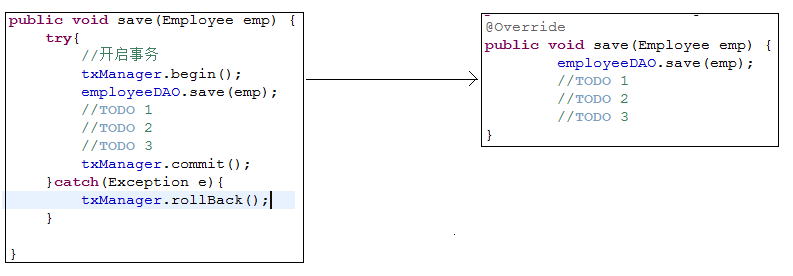 public void save(Employee emp) {
try{
//开启事务
txManager.begin();
employeeDAO.save(emp);
//TODO 1
//TODO 2
//TODO 3
txManager.commit();
}catch(Exception e){
txManager.rollBack();
}
}
@Override
public void save(Employee emp) {
employeeDAO.save(emp);
//TODO 1
//TODO 2
//TODO 3
}